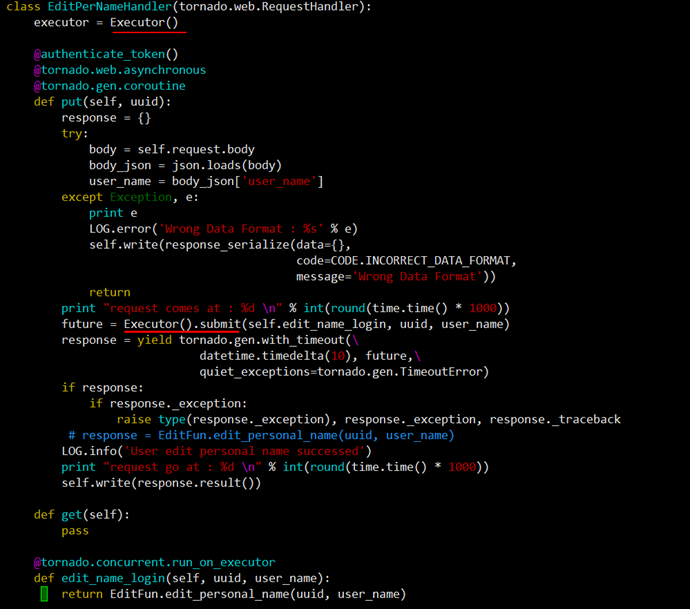 class EditPerNameHandler(tornado.web.RequestHandler):
    executor = Executor()

    @authenticate_token()
    @tornado.web.asynchronous
    @tornado.gen.coroutine
    def put(self, uuid):
        response = {}
        try:
            body = self.request.body
            body_json = json.loads(body)
            user_name = body_json['user_name']
        except Exception, e:
            print e
            LOG.error('Wrong Data Format : %s' % e)
            self.write(response_serialize(data={},
                                          code=CODE.INCORRECT_DATA_FORMAT,
                                          message='Wrong Data Format'))
            return
        print "request comes at : %d \n" % int(round(time.time() * 1000))
        future = Executor().submit(self.edit_name_login, uuid, user_name)
        response = yield tornado.gen.with_timeout(\
                            datetime.timedelta(10), future,\
                            quiet_exceptions=tornado.gen.TimeoutError)
        if response:
            if response._exception:
                raise type(response._exception), response._exception, response._traceback
         # response = EditFun.edit_personal_name(uuid, user_name)
        LOG.info('User edit personal name successed')
        print "request go at : %d \n" % int(round(time.time() * 1000))
        self.write(response.result())

    def get(self):
        pass

    @tornado.concurrent.run_on_executor
    def edit_name_login(self, uuid, user_name):
        return EditFun.edit_personal_name(uuid, user_name)